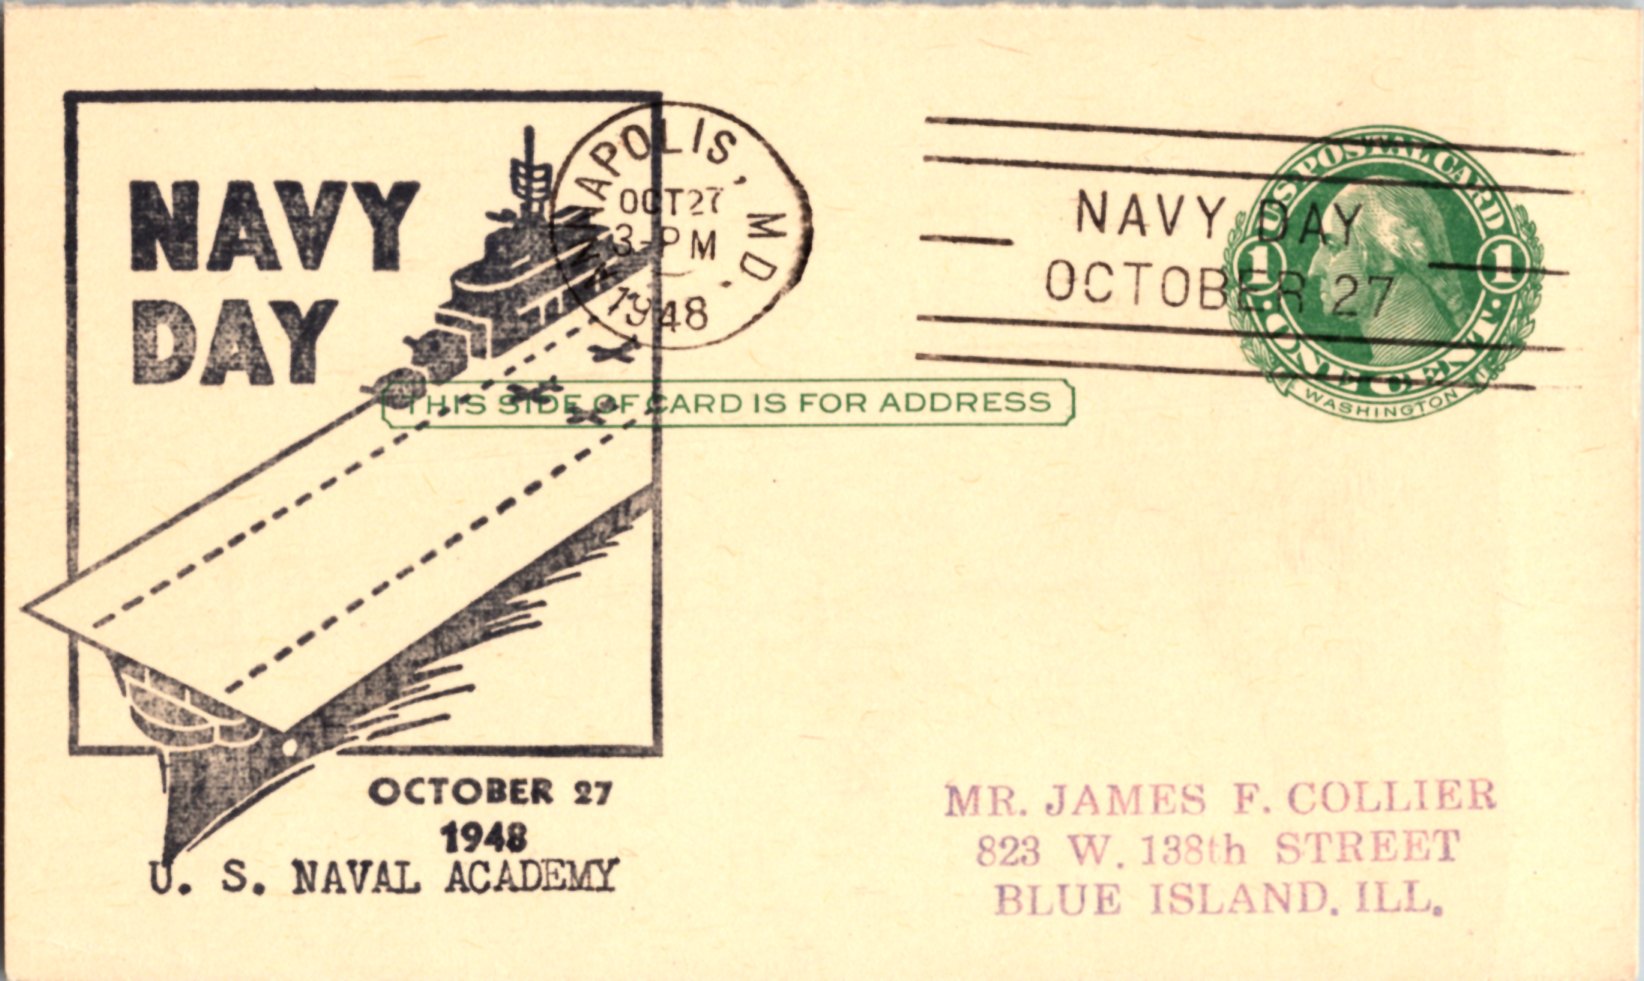 NAVY
DAY
OCTOBER 27
1948
U. S. NAVAL ACADEMY
ANNAPOLIS, MD.
OCT 27
3-PM
1948
NAVY DAY
OCTOBER 27
U.S. POSTAL CARD
1 1
ONE CENT
WASHINGTON
THIS SIDE OF CARD IS FOR ADDRESS
MR. JAMES F. COLLIER
823 W. 138th STREET
BLUE ISLAND. ILL.